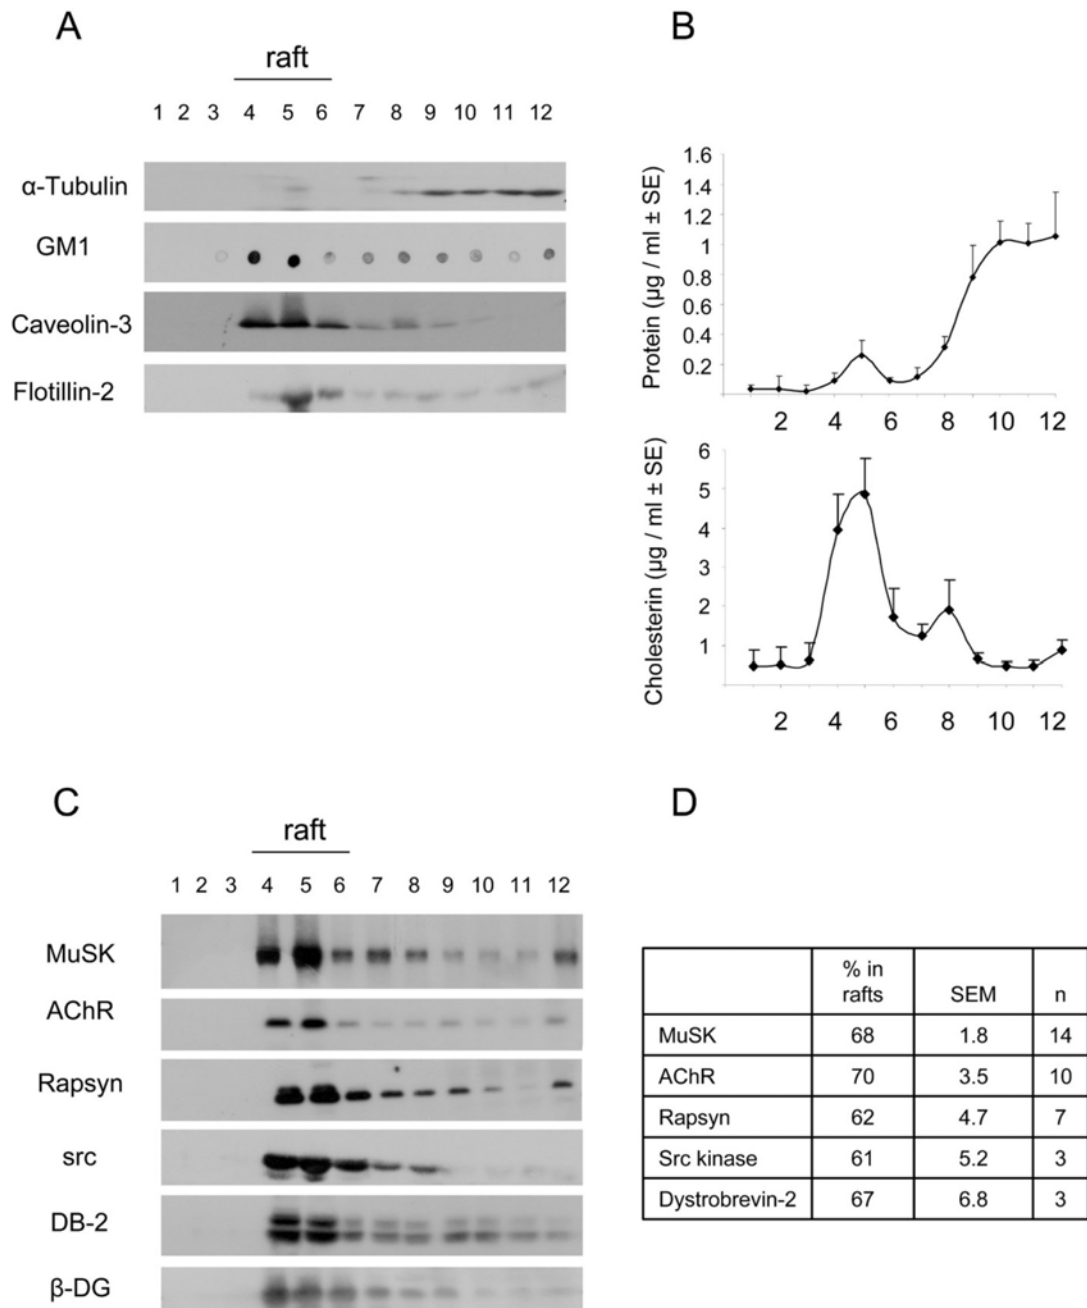 A
raft
1 2 3 4 5 6 7 8 9 10 11 12
α-Tubulin
GM1
Caveolin-3
Flotillin-2
B
Protein (µg / ml ± SE)
1.6
1.4
1.2
1
0.8
0.6
0.4
0.2
2 4 6 8 10 12
Cholesterin (µg / ml ± SE)
6
5
4
3
2
1
2 4 6 8 10 12
C
raft
1 2 3 4 5 6 7 8 9 10 11 12
MuSK
AChR
Rapsyn
src
DB-2
β-DG
D
% in
rafts SEM n
MuSK 68 1.8 14
AChR 70 3.5 10
Rapsyn 62 4.7 7
Src kinase 61 5.2 3
Dystrobrevin-2 67 6.8 3